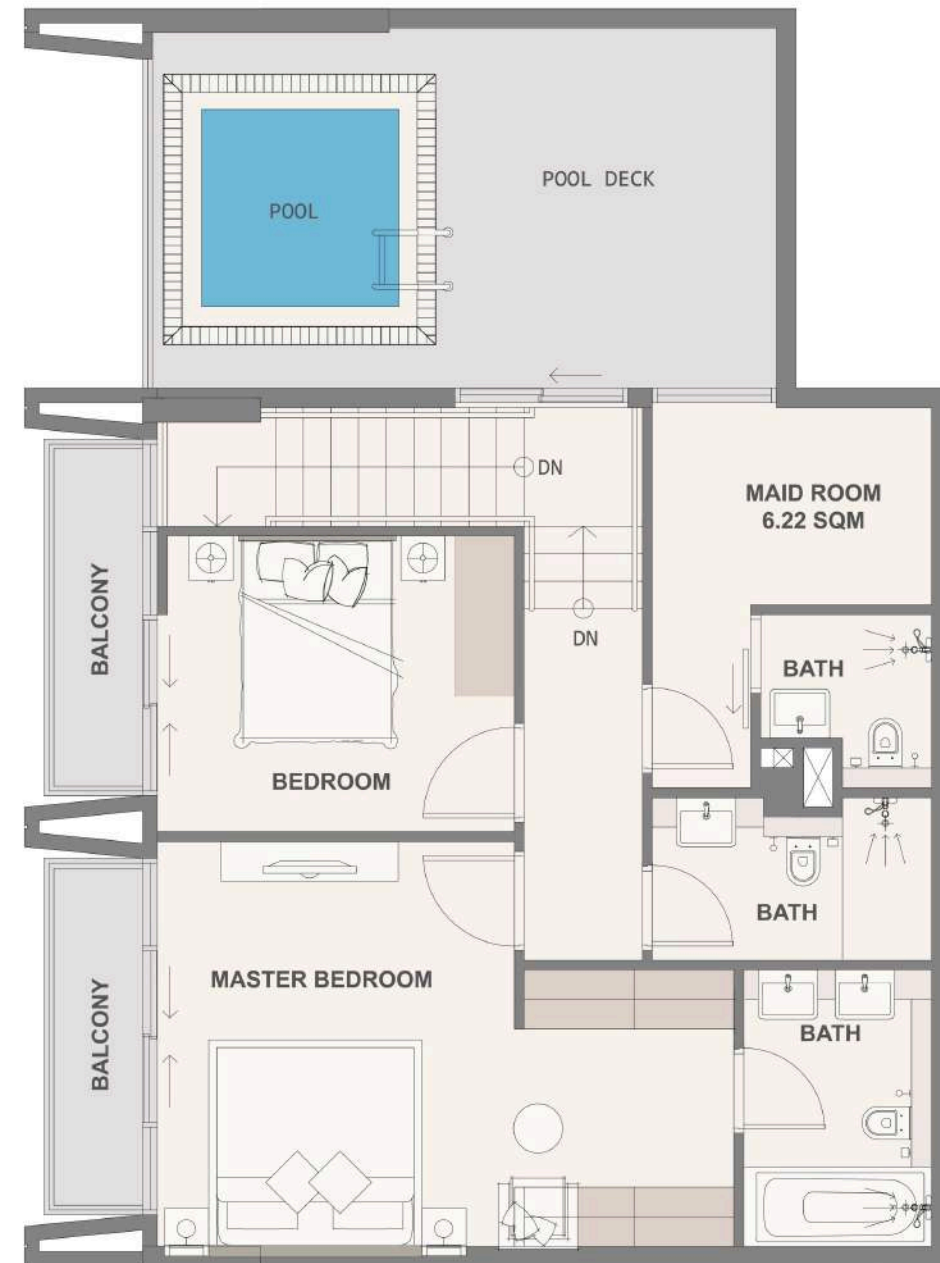 POOL
POOL DECK
DN
MAID ROOM
6.22 SQM
BALCONY
DN
BATH
BEDROOM
BATH
MASTER BEDROOM
BALCONY
BATH